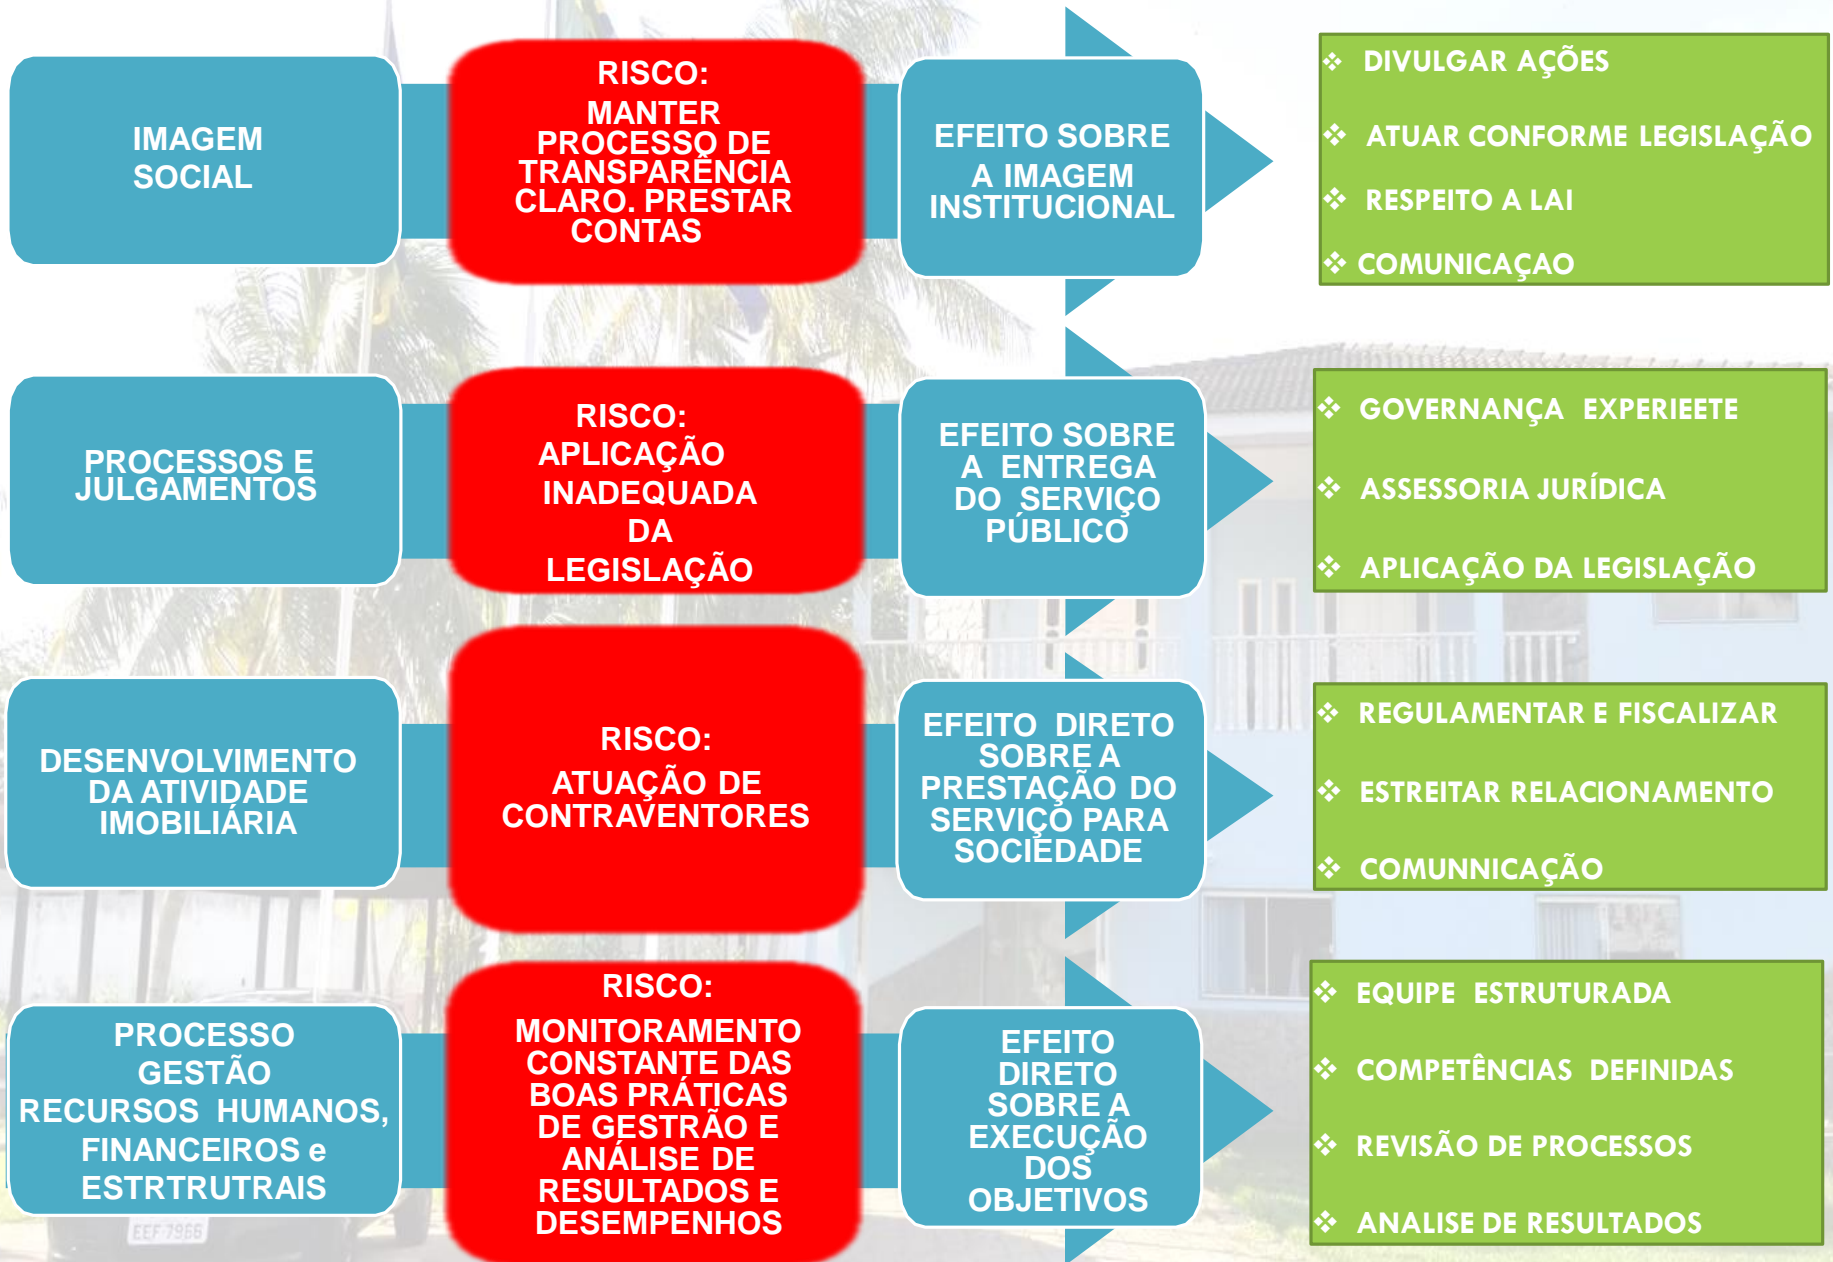 IMAGEM
SOCIAL
RISCO:
MANTER
PROCESSO DE
TRANSPARÊNCIA
CLARO. PRESTAR
CONTAS
EFEITO SOBRE
A IMAGEM
INSTITUCIONAL
❖ DIVULGAR AÇÕES
❖ ATUAR CONFORME LEGISLAÇÃO
❖ RESPEITO A LAI
❖ COMUNICAÇAO
PROCESSOS E
JULGAMENTOS
RISCO:
APLICAÇÃO
INADEQUADA
DA
LEGISLAÇÃO
EFEITO SOBRE
A ENTREGA
DO SERVIÇO
PÚBLICO
❖ GOVERNANÇA EXPERIEETE
❖ ASSESSORIA JURÍDICA
❖ APLICAÇÃO DA LEGISLAÇÃO
DESENVOLVIMENTO
DA ATIVIDADE
IMOBILIÁRIA
RISCO:
ATUAÇÃO DE
CONTRAVENTORES
EFEITO DIRETO
SOBRE A
PRESTAÇÃO DO
SERVIÇO PARA
SOCIEDADE
❖ REGULAMENTAR E FISCALIZAR
❖ ESTREITAR RELACIONAMENTO
❖ COMUNNICAÇÃO
PROCESSO
GESTÃO
RECURSOS HUMANOS,
FINANCEIROS e
ESTRTRUTRAIS
RISCO:
MONITORAMENTO
CONSTANTE DAS
BOAS PRÁTICAS
DE GESTRÃO E
ANÁLISE DE
RESULTADOS E
DESEMPENHOS
EFEITO
DIRETO
SOBRE A
EXECUÇÃO
DOS
OBJETIVOS
❖ EQUIPE ESTRUTURADA
❖ COMPETÊNCIAS DEFINIDAS
❖ REVISÃO DE PROCESSOS
❖ ANALISE DE RESULTADOS
EEF-7966